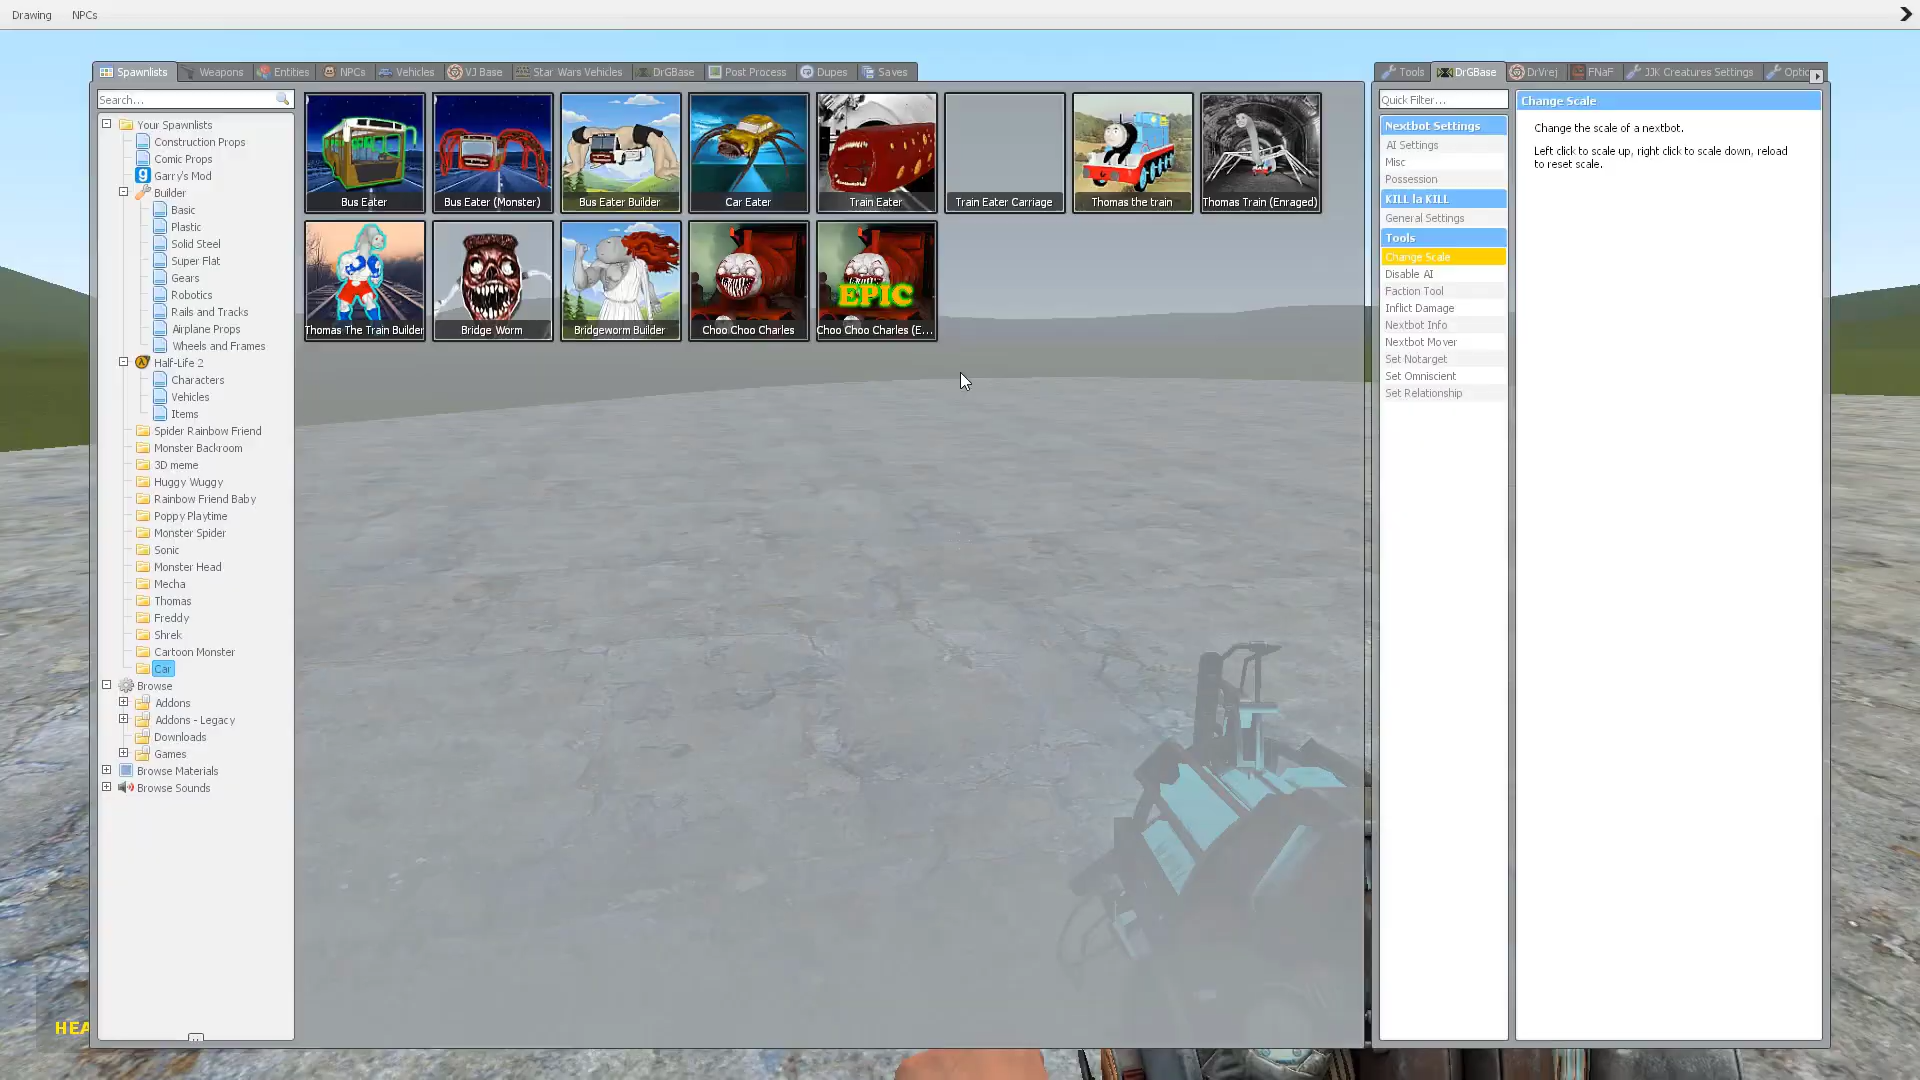 Drawing NPCs
Spawnlists Weapons Entities NPCs Vehicles VJ Base Star Wars Vehicles DrGBase Post Process Dupes Saves
Tools DrGBase DrVrej FNaF JJK Creatures Settings Optic
Search...
Your Spawnlists
Construction Props
Comic Props
Garry's Mod
Builder
Basic
Plastic
Solid Steel
Super Flat
Gears
Robotics
Rails and Tracks
Airplane Props
Wheels and Frames
Half-Life 2
Characters
Vehicles
Items
Spider Rainbow Friend
Monster Backroom
3D meme
Huggy Wuggy
Rainbow Friend Baby
Poppy Playtime
Monster Spider
Sonic
Monster Head
Mecha
Thomas
Freddy
Shrek
Cartoon Monster
Car
Browse
Addons
Addons - Legacy
Downloads
Games
Browse Materials
Browse Sounds
Bus Eater
Bus Eater (Monster)
Bus Eater Builder
Car Eater
Train Eater
Train Eater Carriage
Thomas the train
Thomas Train (Enraged)
Thomas The Train Builder
Bridge Worm
Bridgeworm Builder
Choo Choo Charles
EPIC
Choo Choo Charles (E...
Quick Filter...
Nextbot Settings
AI Settings
Misc
Possession
KILL la KILL
General Settings
Tools
Change Scale
Disable AI
Faction Tool
Inflict Damage
Nextbot Info
Nextbot Mover
Set Notarget
Set Omniscient
Set Relationship
Change Scale
Change the scale of a nextbot.
Left click to scale up, right click to scale down, reload
to reset scale.
HEA